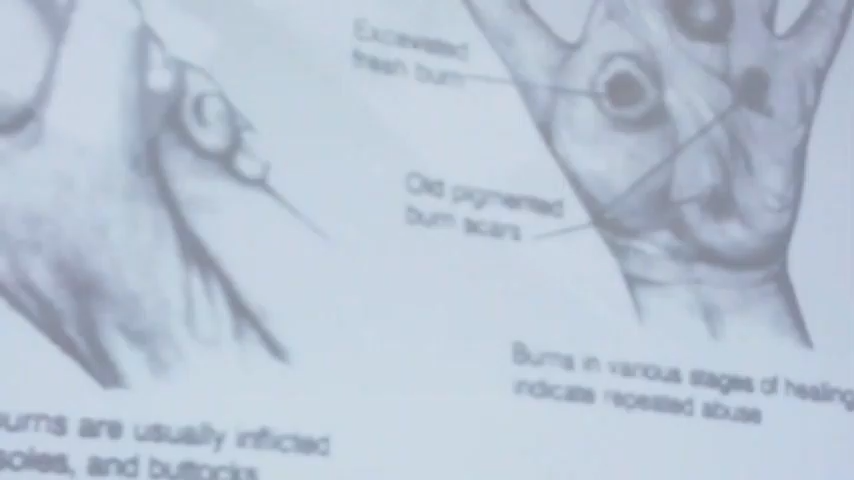 Excavated
fresh burn
Old pigmented
burn scars
Burns in various stages of healing
indicate repeated abuse
burns are usually inflicted
soles, and buttocks